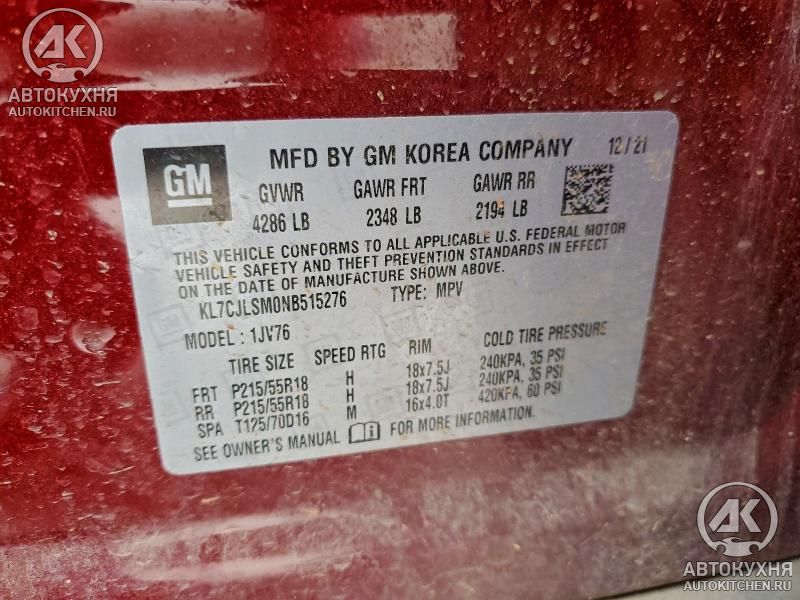 АВТОКУХНЯ
AUTOKITCHEN.RU
GM
MFD BY GM KOREA COMPANY 12/21
GVWR GAWR FRT GAWR RR
4286 LB 2348 LB 2194 LB
THIS VEHICLE CONFORMS TO ALL APPLICABLE U.S. FEDERAL MOTOR
VEHICLE SAFETY AND THEFT PREVENTION STANDARDS IN EFFECT
ON THE DATE OF MANUFACTURE SHOWN ABOVE.
KL7CJLSM0NB515276 TYPE: MPV
MODEL: 1JV76
TIRE SIZE SPEED RTG RIM COLD TIRE PRESSURE
FRT P215/55R18 H 18x7.5J 240KPA, 35 PSI
RR P215/55R18 H 18x7.5J 240KPA, 35 PSI
SPA T125/70D16 M 16x4.0T 420KPA, 60 PSI
SEE OWNER'S MANUAL FOR MORE INFORMATION.
АВТОКУХНЯ
AUTOKITCHEN.RU